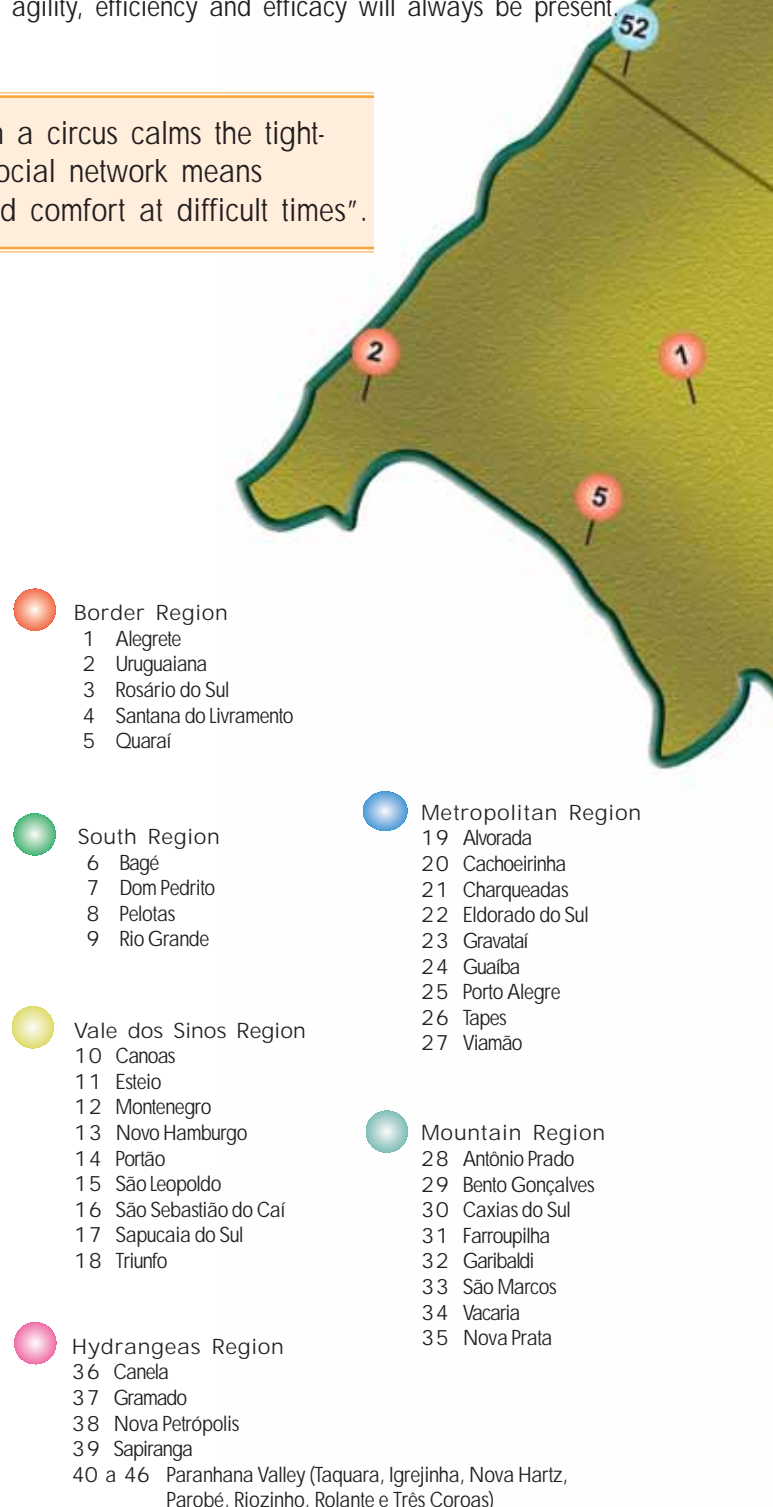 agility, efficiency and efficacy will always be present.
a circus calms the tight-
social network means
comfort at difficult times".
52
2
1
5
Border Region
1 Alegrete
2 Uruguaiana
3 Rosário do Sul
4 Santana do Livramento
5 Quaraí
South Region
6 Bagé
7 Dom Pedrito
8 Pelotas
9 Rio Grande
Vale dos Sinos Region
10 Canoas
11 Esteio
12 Montenegro
13 Novo Hamburgo
14 Portão
15 São Leopoldo
16 São Sebastião do Caí
17 Sapucaia do Sul
18 Triunfo
Hydrangeas Region
36 Canela
37 Gramado
38 Nova Petrópolis
39 Sapiranga
40 a 46 Paranhana Valley (Taquara, Igrejinha, Nova Hartz,
Parobé, Riozinho, Rolante e Três Coroas)
Metropolitan Region
19 Alvorada
20 Cachoeirinha
21 Charqueadas
22 Eldorado do Sul
23 Gravataí
24 Guaíba
25 Porto Alegre
26 Tapes
27 Viamão
Mountain Region
28 Antônio Prado
29 Bento Gonçalves
30 Caxias do Sul
31 Farroupilha
32 Garibaldi
33 São Marcos
34 Vacaria
35 Nova Prata